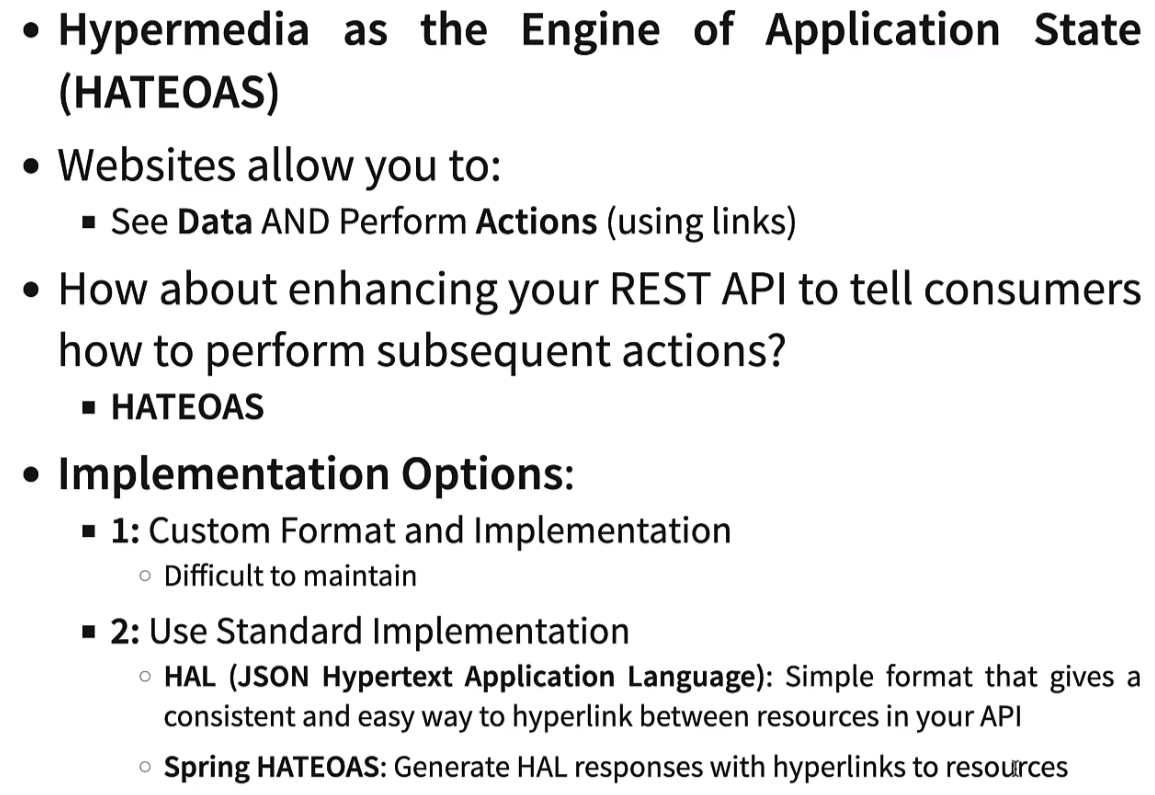 • Hypermedia as the Engine of Application State
(HATEOAS)
• Websites allow you to:
▪ See Data AND Perform Actions (using links)
• How about enhancing your REST API to tell consumers
how to perform subsequent actions?
▪ HATEOAS
• Implementation Options:
▪ 1: Custom Format and Implementation
○ Difficult to maintain
▪ 2: Use Standard Implementation
○ HAL (JSON Hypertext Application Language): Simple format that gives a
consistent and easy way to hyperlink between resources in your API
○ Spring HATEOAS: Generate HAL responses with hyperlinks to resources